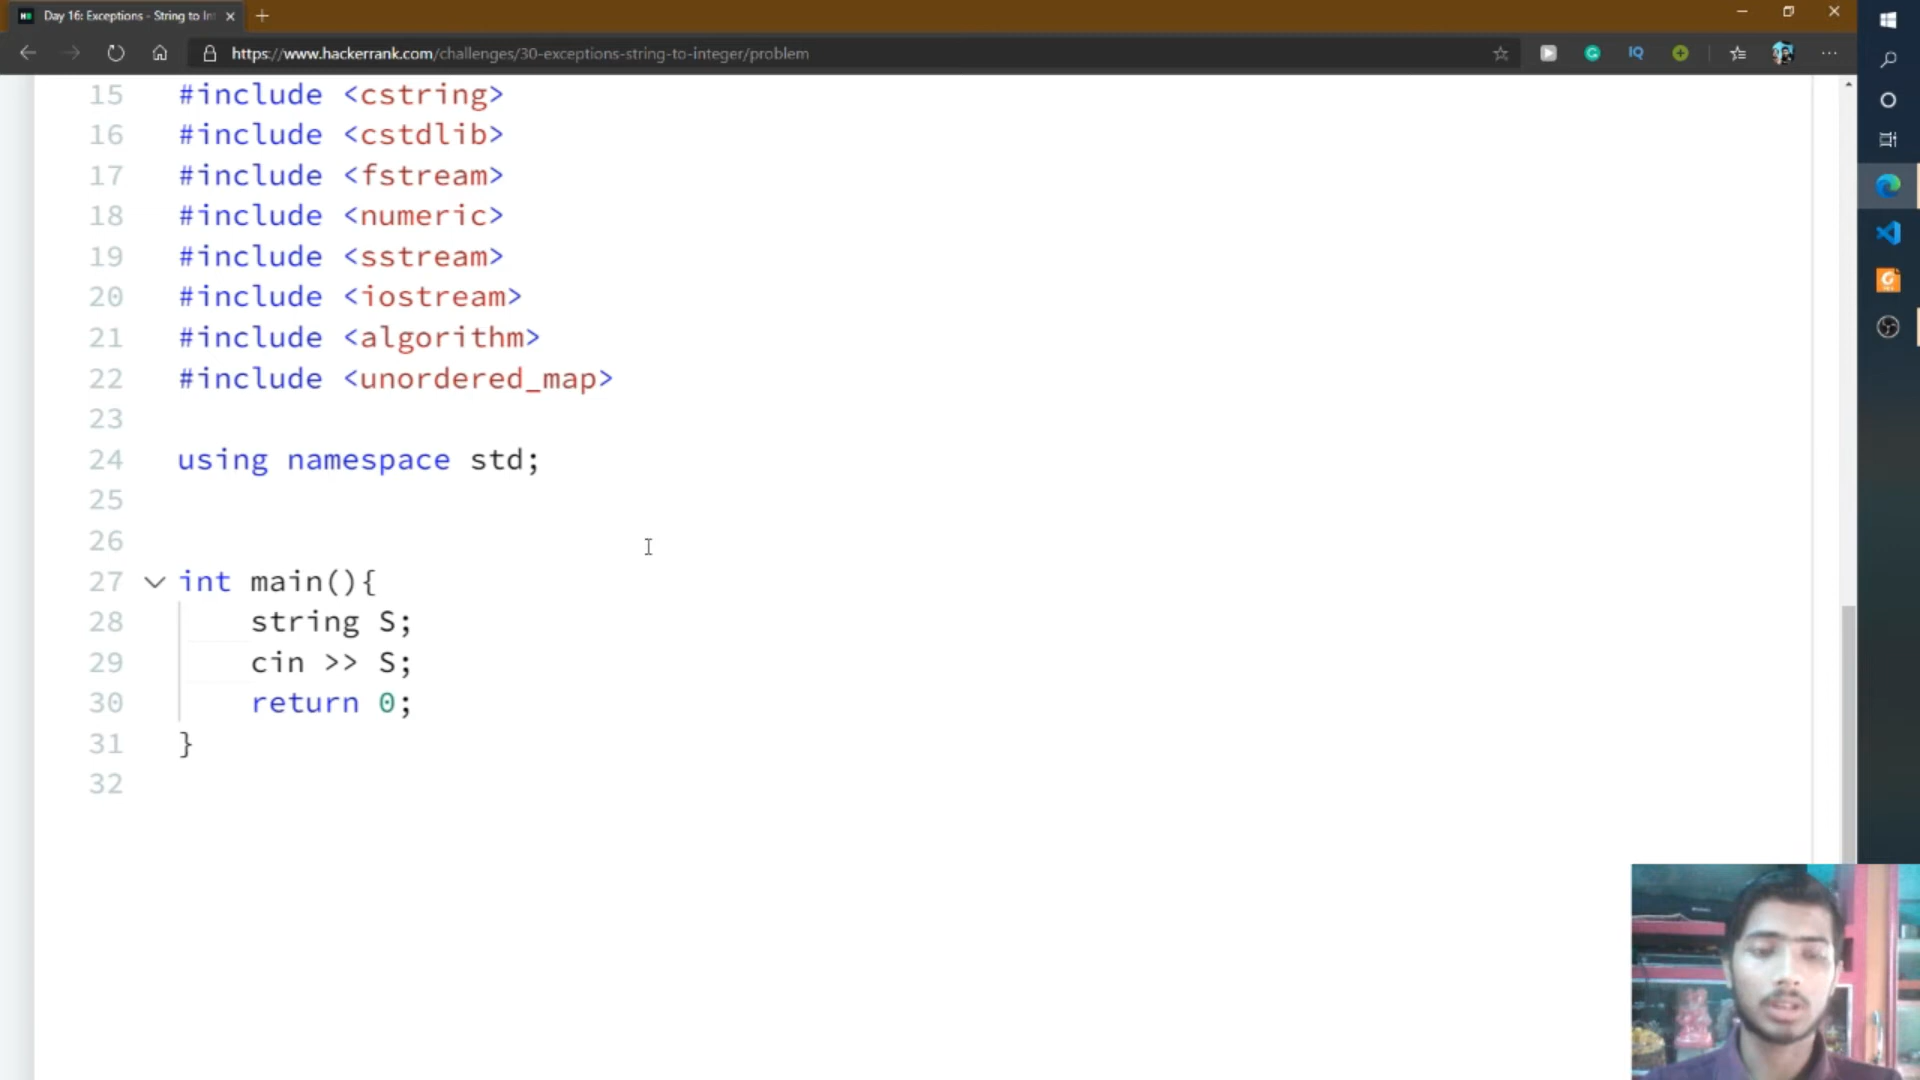 Day 16: Exceptions - String to In
https://www.hackerrank.com/challenges/30-exceptions-string-to-integer/problem
IQ
15 #include <cstring>
16 #include <cstdlib>
17 #include <fstream>
18 #include <numeric>
19 #include <sstream>
20 #include <iostream>
21 #include <algorithm>
22 #include <unordered_map>
23
24 using namespace std;
25
26
27 int main(){
28 string S;
29 cin >> S;
30 return 0;
31 }
32